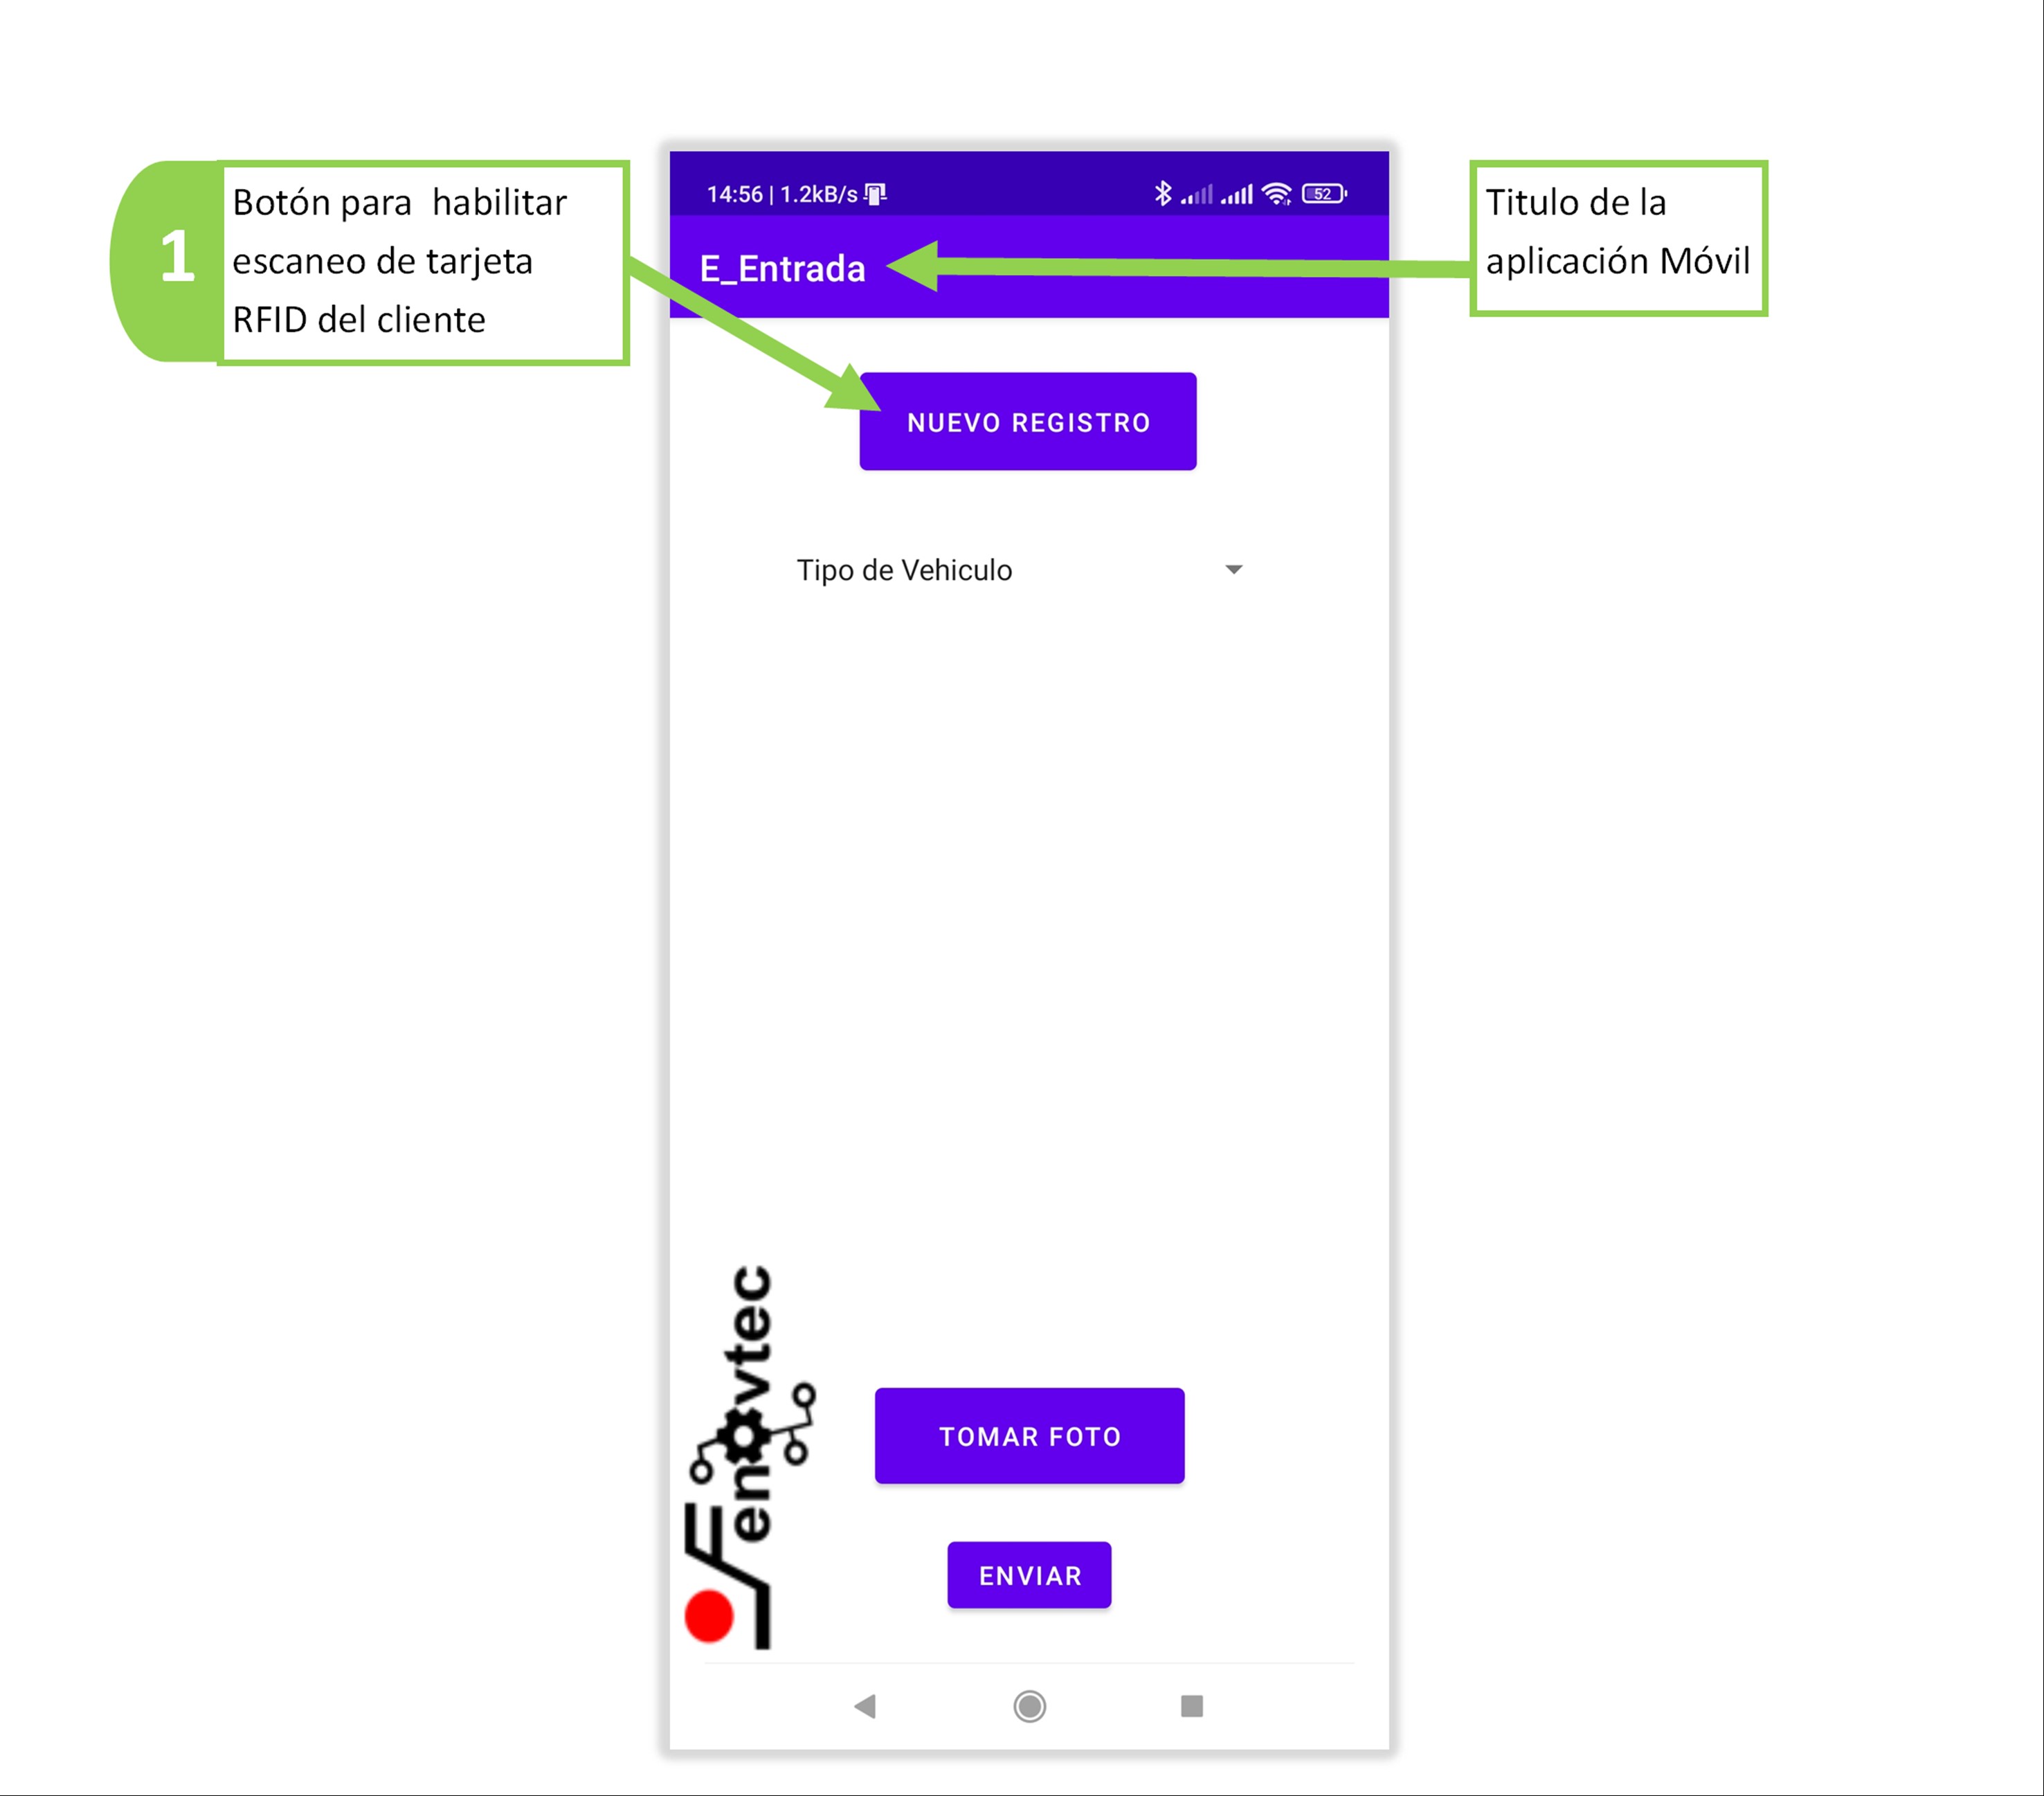 1
Botón para  habilitar
escaneo de tarjeta
RFID del cliente
14:56 | 1.2kB/s
52
E_Entrada
Titulo de la
aplicación Móvil
NUEVO REGISTRO
Tipo de Vehiculo
enovtec
TOMAR FOTO
ENVIAR